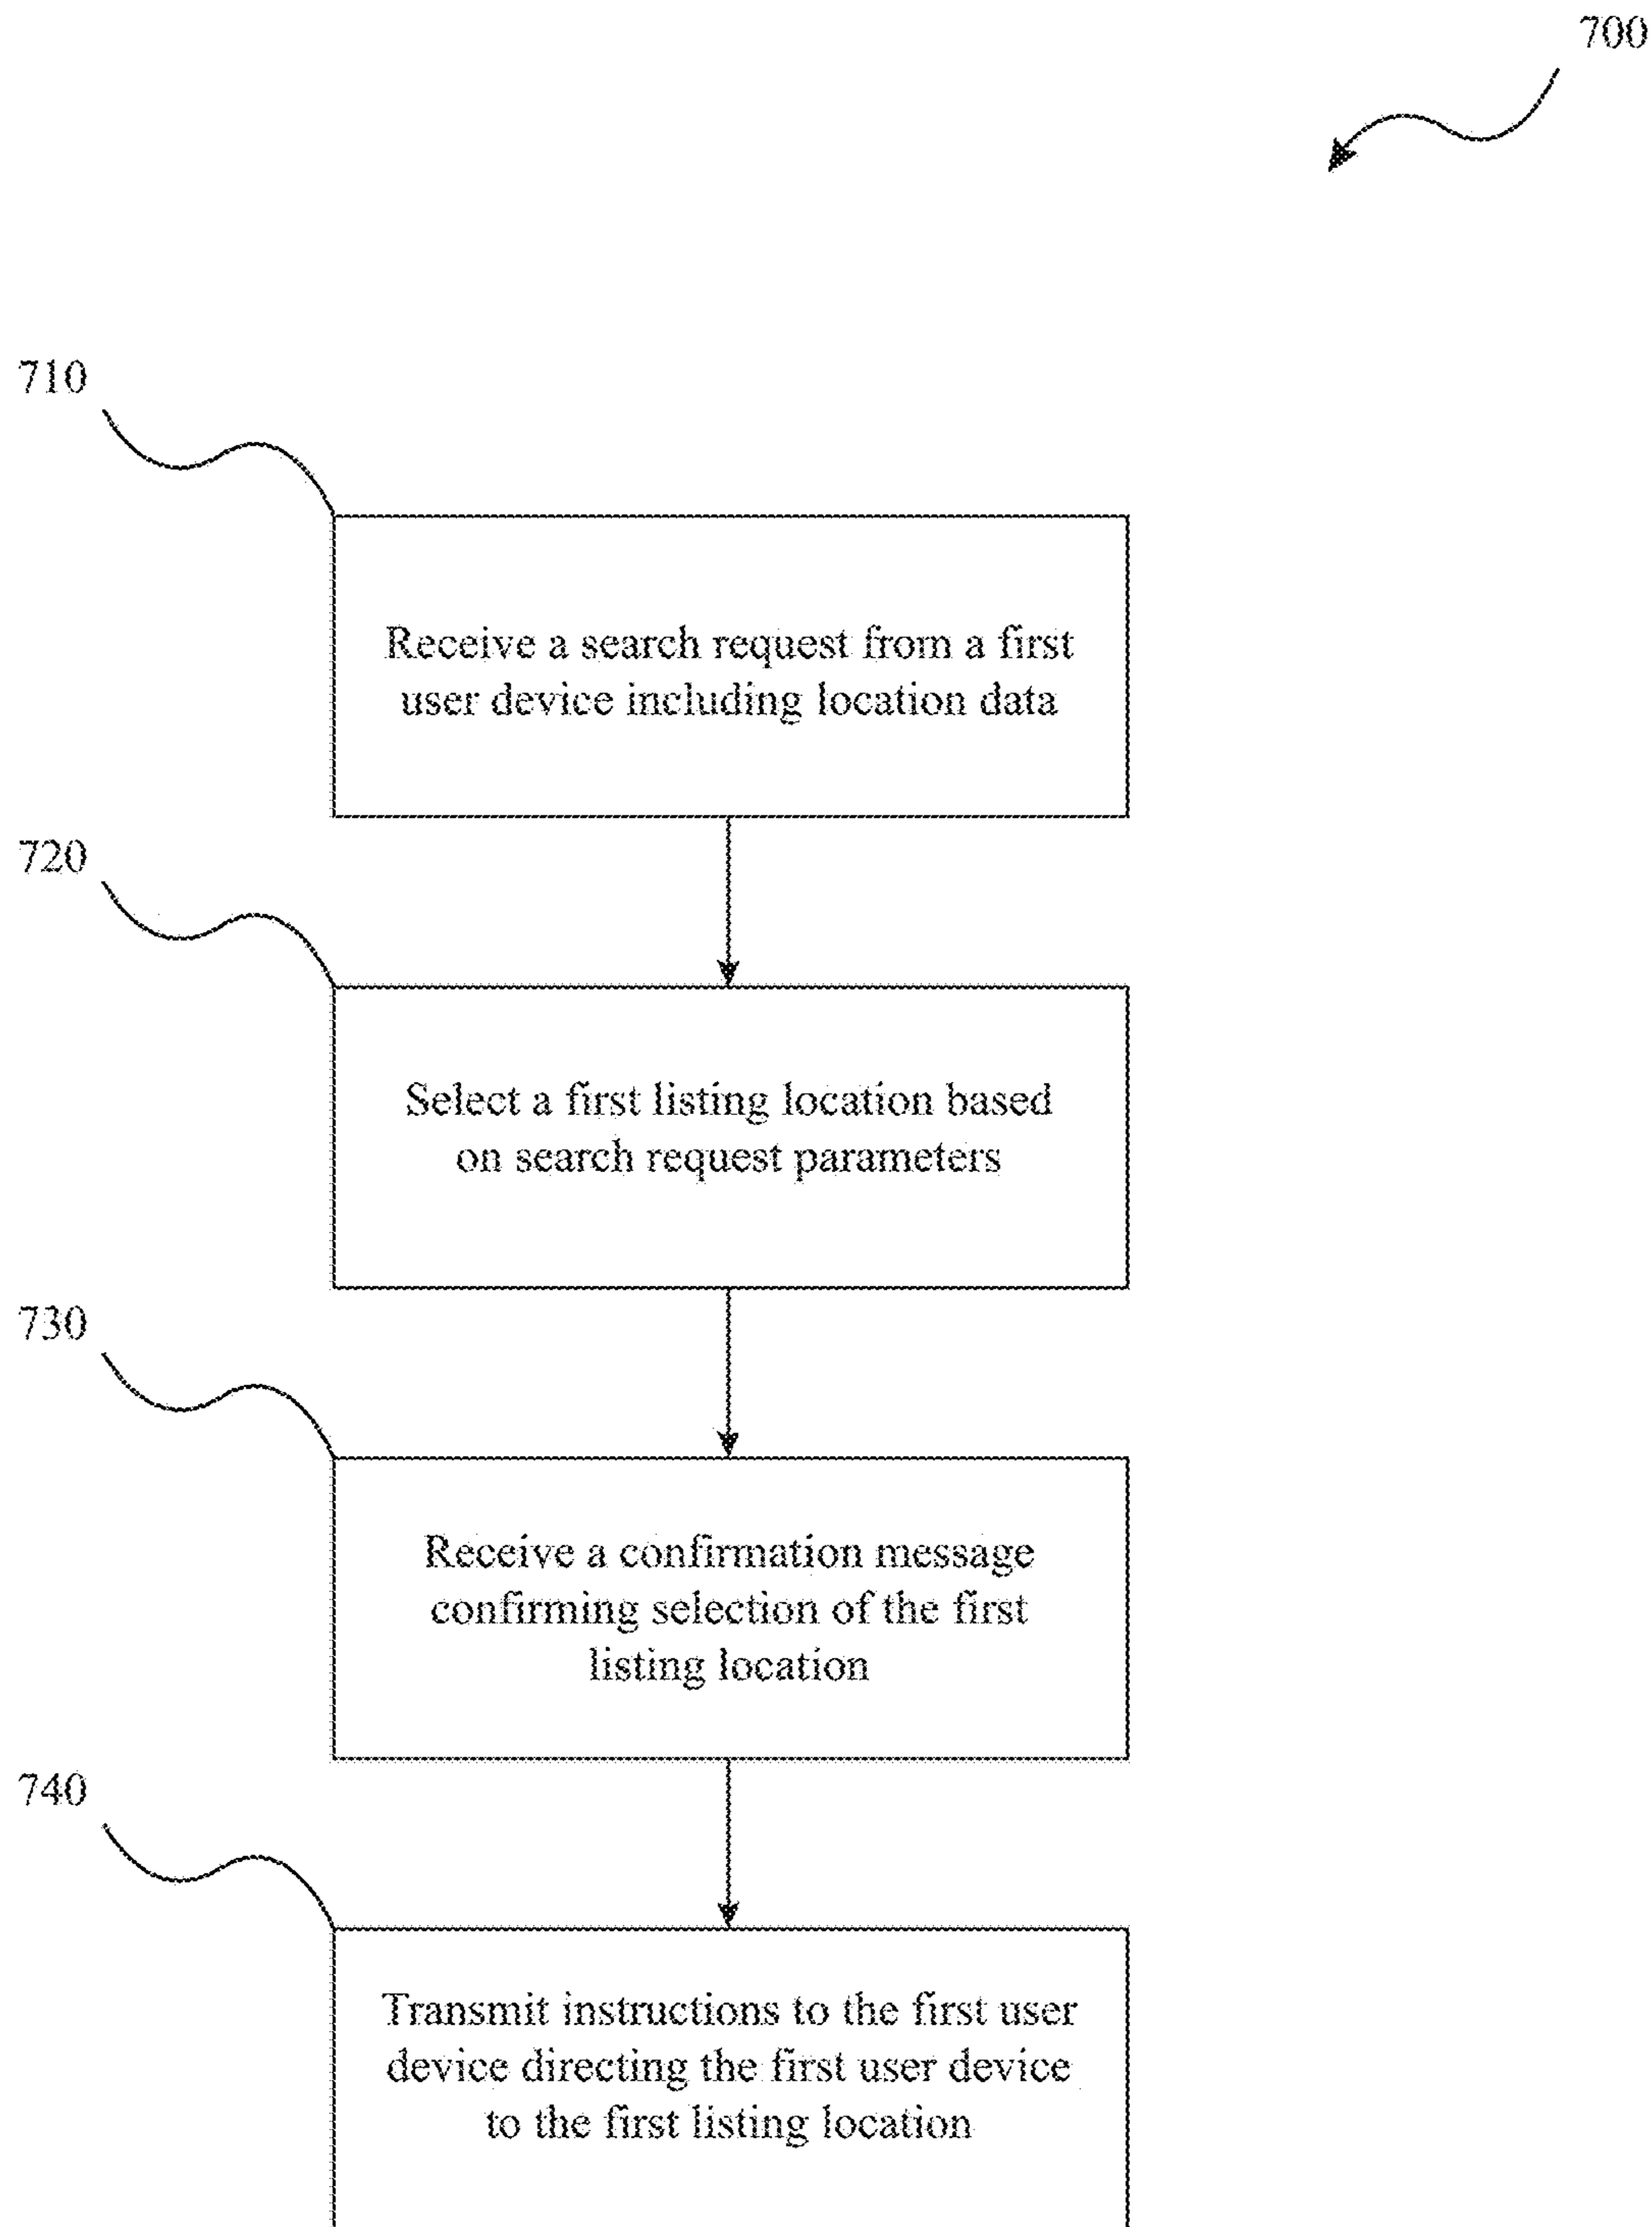 700
710
Receive a search request from a first
user device including location data
720
Select a first listing location based
on search request parameters
730
Receive a confirmation message
confirming selection of the first
listing location
740
Transmit instructions to the first user
device directing the first user device
to the first listing location